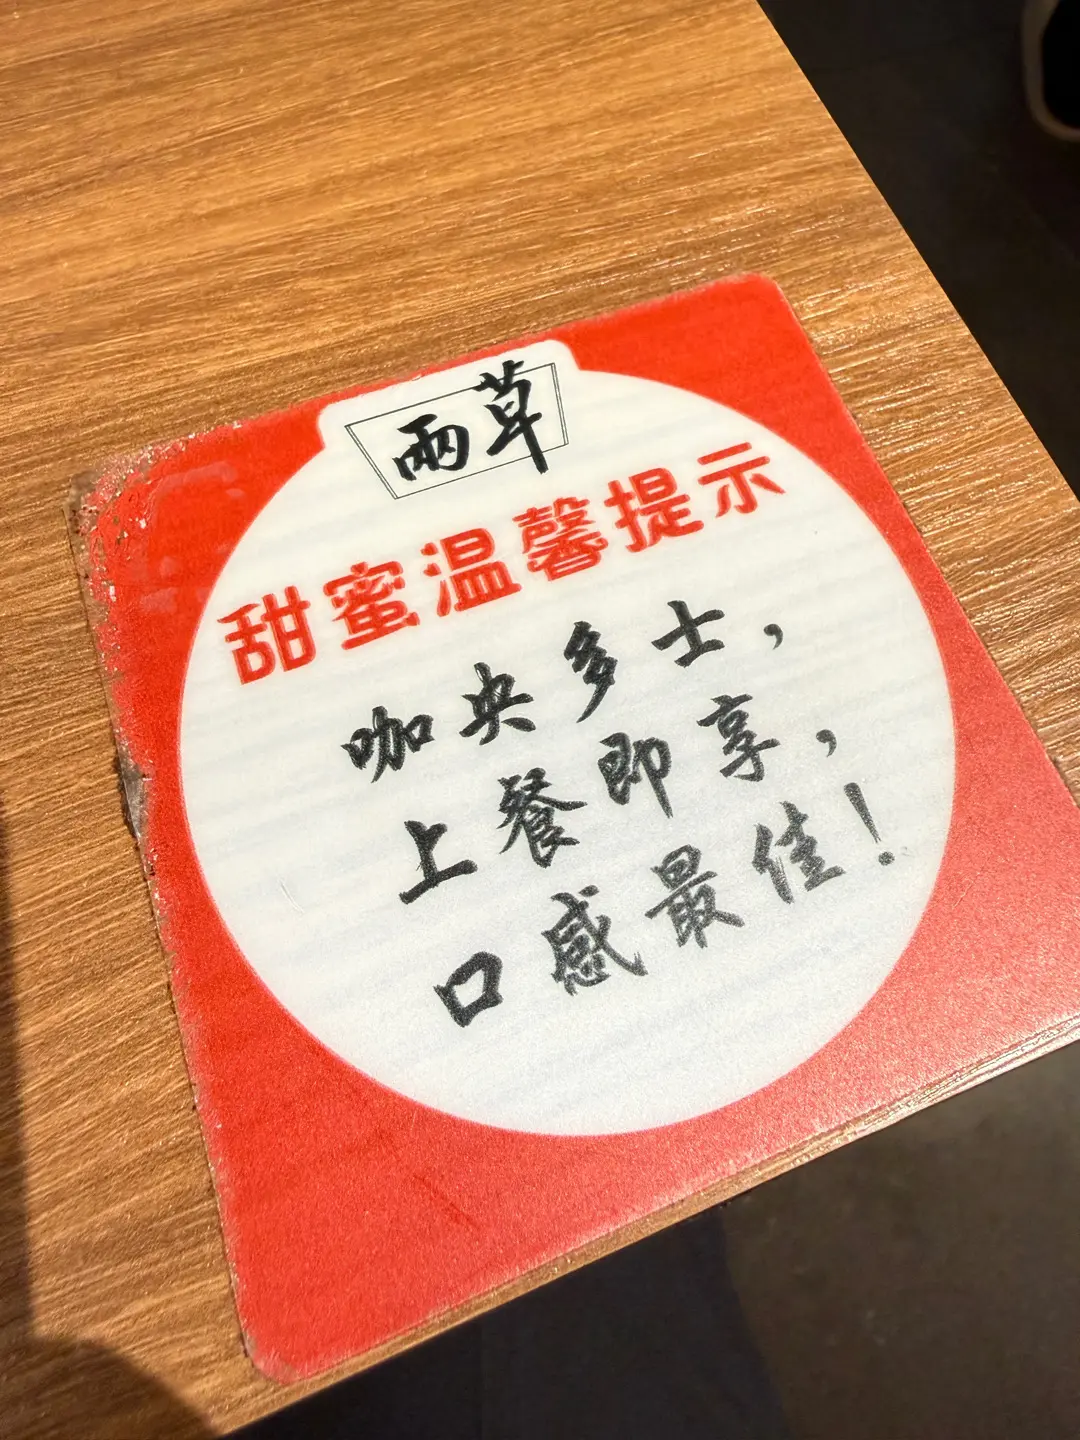 兩草
甜蜜温馨提示
咖央多士，
上餐即享，
口感最佳！